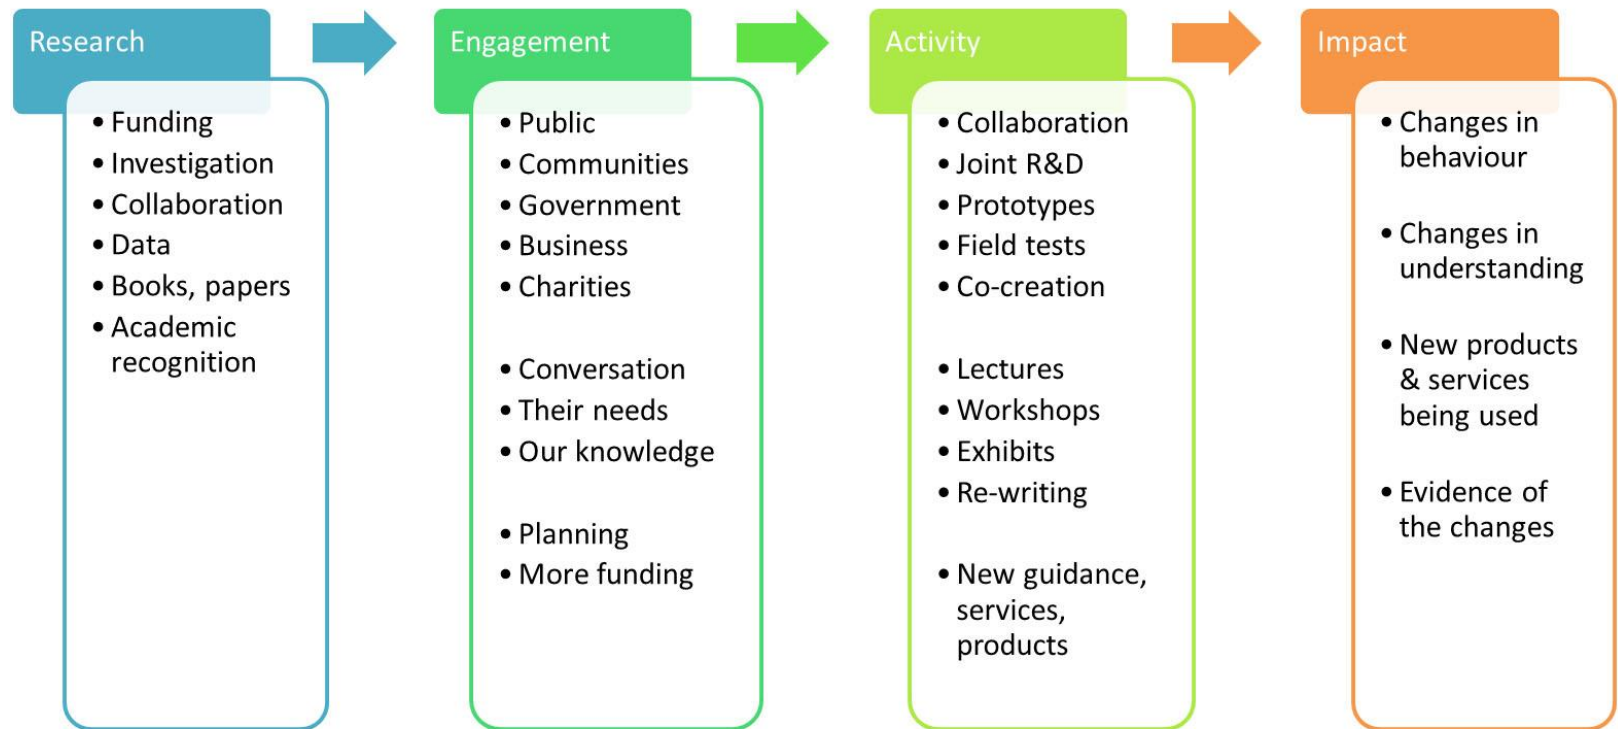 Research
• Funding
• Investigation
• Collaboration
• Data
• Books, papers
• Academic
recognition
Engagement
• Public
• Communities
• Government
• Business
• Charities
• Conversation
• Their needs
• Our knowledge
• Planning
• More funding
Activity
• Collaboration
• Joint R&D
• Prototypes
• Field tests
• Co-creation
• Lectures
• Workshops
• Exhibits
• Re-writing
• New guidance,
services,
products
Impact
• Changes in
behaviour
• Changes in
understanding
• New products
& services
being used
• Evidence of
the changes